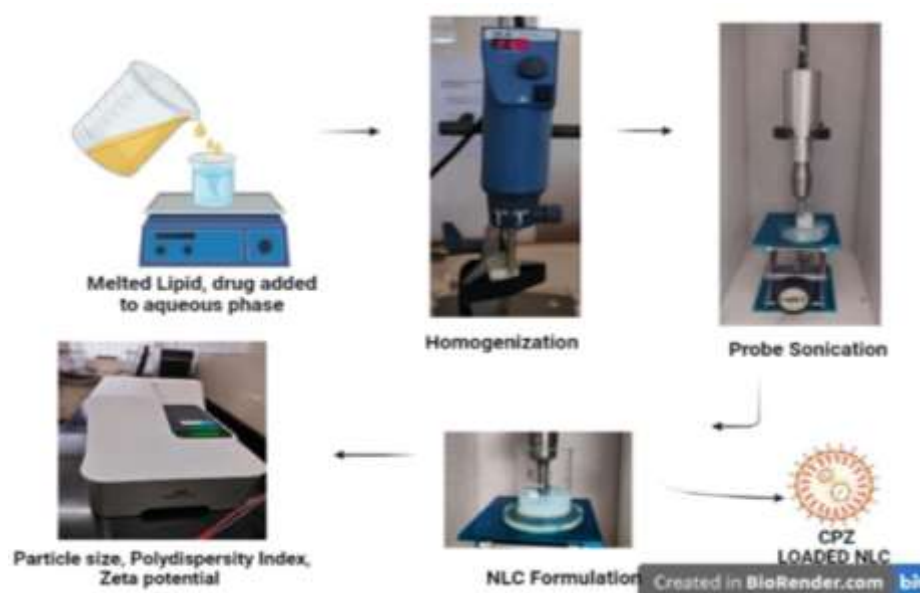 Melted Lipid, drug added
to aqueous phase
Homogenization
Probe Sonication
Particle size, Polydispersity Index,
Zeta potential
NLC Formulation
CPZ
LOADED NLC
Created in BioRender.com